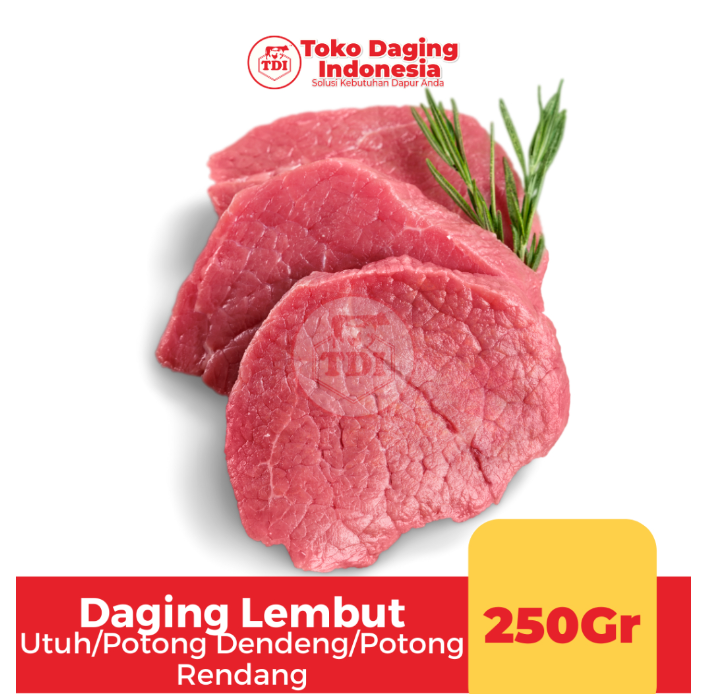 TDI
Toko Daging
Indonesia
Solusi Kebutuhan Dapur Anda
TDI
Daging Lembut
Utuh/Potong Dendeng/Potong
Rendang
250Gr